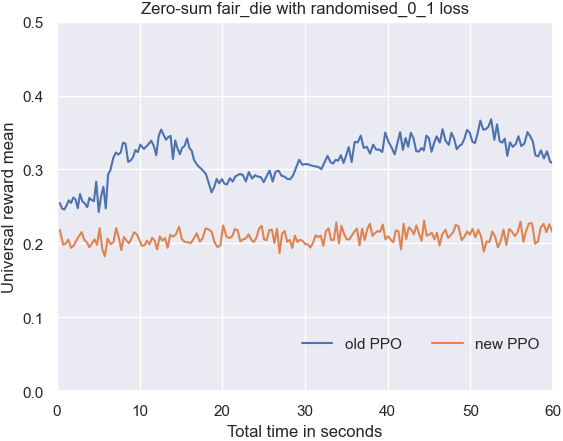 Zero-sum fair_die with randomised_0_1 loss
Universal reward mean
0.5
0.4
0.3
0.2
0.1
0.0
old PPO new PPO
0 10 20 30 40 50 60
Total time in seconds